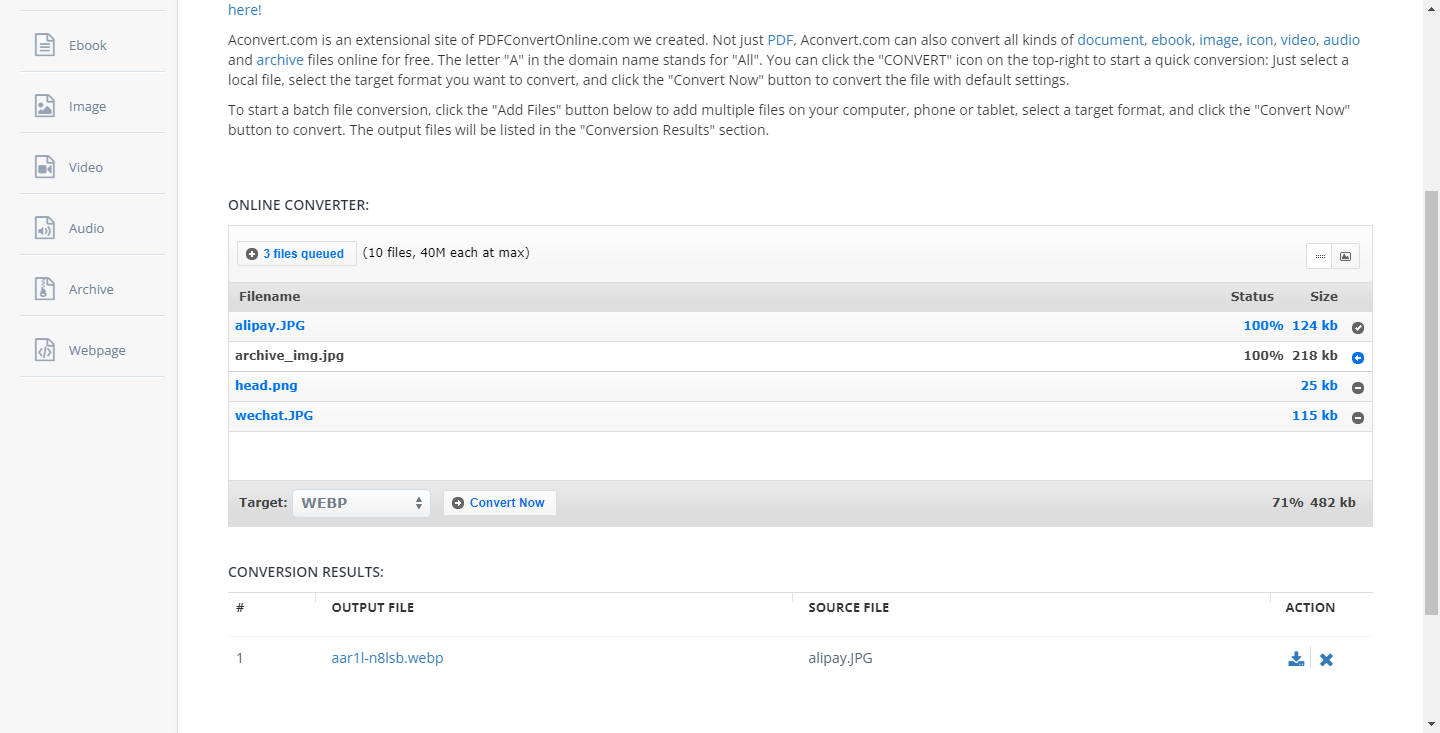 here!
Ebook
Aconvert.com is an extensional site of PDFConvertOnline.com we created. Not just PDF, Aconvert.com can also convert all kinds of document, ebook, image, icon, video, audio
and archive files online for free. The letter "A" in the domain name stands for "All". You can click the "CONVERT" icon on the top-right to start a quick conversion: Just select a
local file, select the target format you want to convert, and click the "Convert Now" button to convert the file with default settings.
Image
To start a batch file conversion, click the "Add Files" button below to add multiple files on your computer, phone or tablet, select a target format, and click the "Convert Now"
button to convert. The output files will be listed in the "Conversion Results" section.
Video
Audio
Archive
Webpage
ONLINE CONVERTER:
3 files queued (10 files, 40M each at max)
Filename Status Size
alipay.JPG 100% 124 kb
archive_img.jpg 100% 218 kb
head.png 25 kb
wechat.JPG 115 kb
Target: WEBP Convert Now 71% 482 kb
CONVERSION RESULTS:
# OUTPUT FILE SOURCE FILE ACTION
1 aar1l-n8lsb.webp alipay.JPG